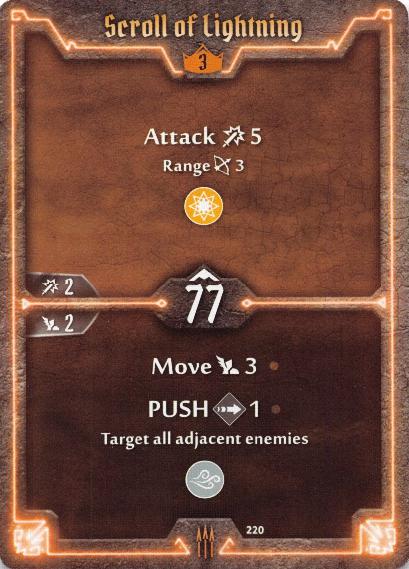 Scroll of Lightning
3
Attack 5
Range 3
2
77
2
Move 3
PUSH 1
Target all adjacent enemies
220